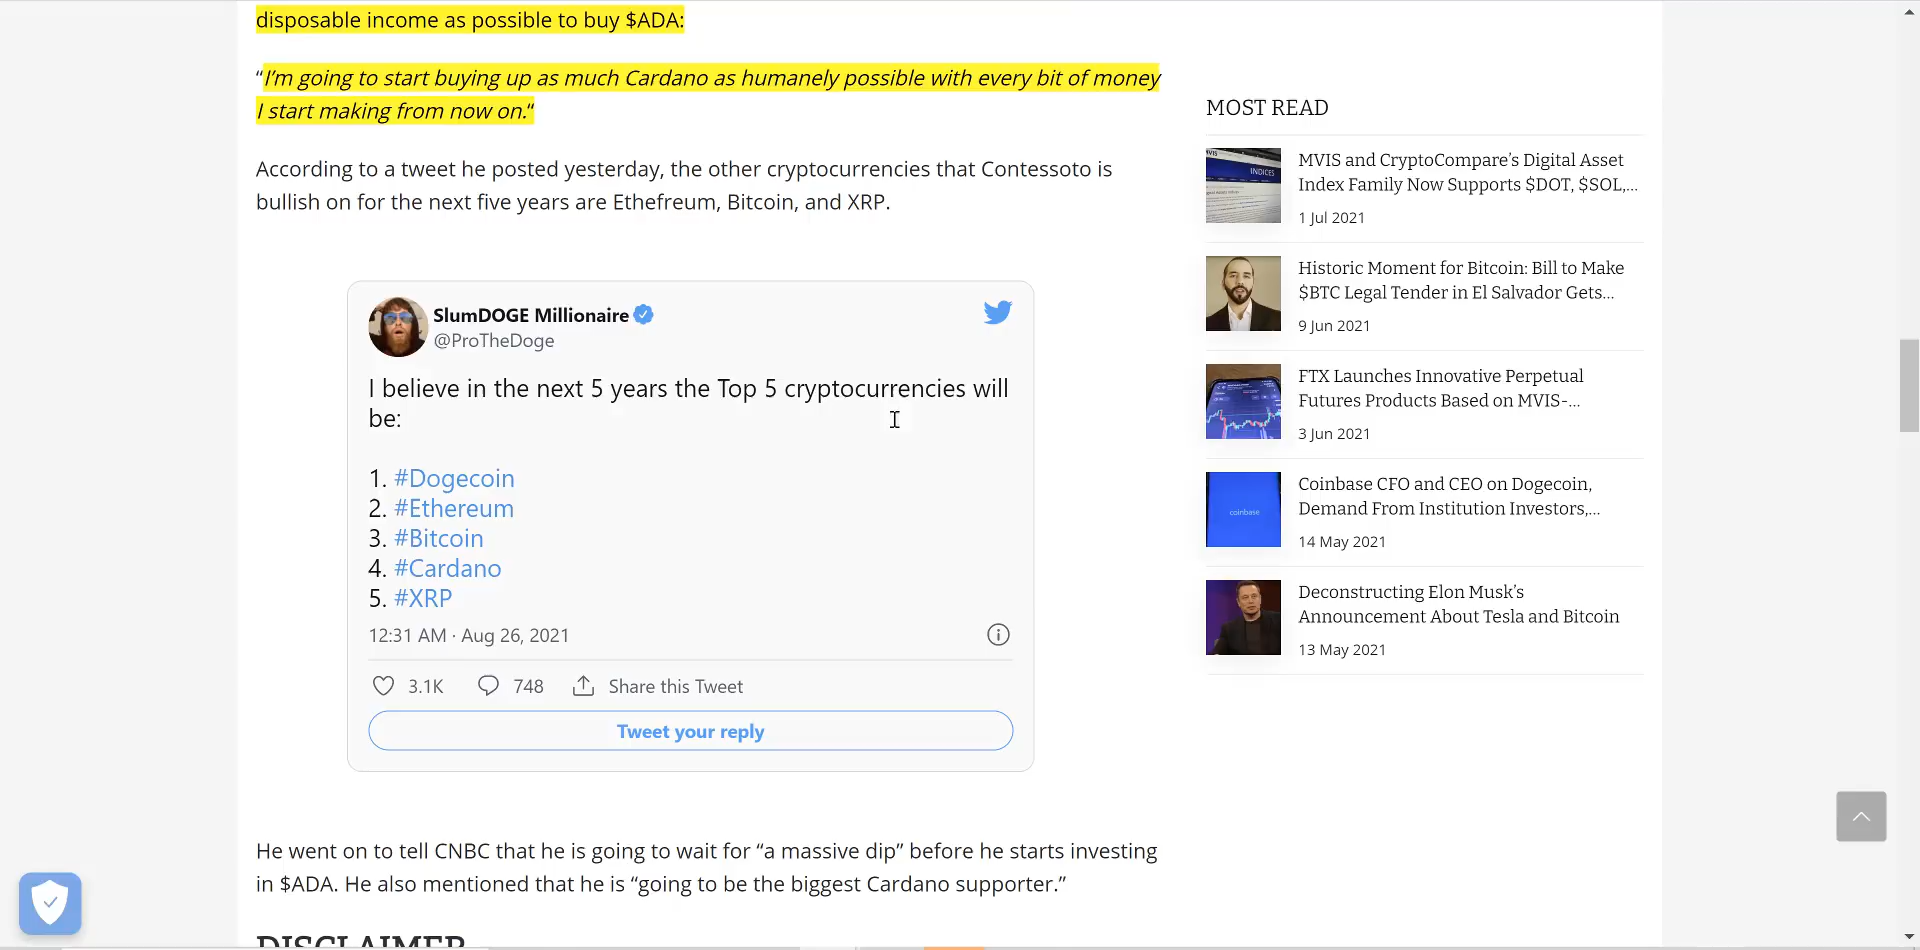 disposable income as possible to buy $ADA:
“I’m going to start buying up as much Cardano as humanely possible with every bit of money
I start making from now on.“
According to a tweet he posted yesterday, the other cryptocurrencies that Contessoto is
bullish on for the next five years are Ethefreum, Bitcoin, and XRP.
SlumDOGE Millionaire
@ProTheDoge
I believe in the next 5 years the Top 5 cryptocurrencies will
be:
1. #Dogecoin
2. #Ethereum
3. #Bitcoin
4. #Cardano
5. #XRP
12:31 AM · Aug 26, 2021
3.1K 748 Share this Tweet
Tweet your reply
He went on to tell CNBC that he is going to wait for “a massive dip” before he starts investing
in $ADA. He also mentioned that he is “going to be the biggest Cardano supporter.”
DISCLAIMER
MOST READ
MVIS
INDICES
MVIS and CryptoCompare’s Digital Asset
Index Family Now Supports $DOT, $SOL,...
1 Jul 2021
Historic Moment for Bitcoin: Bill to Make
$BTC Legal Tender in El Salvador Gets...
9 Jun 2021
FTX Launches Innovative Perpetual
Futures Products Based on MVIS-...
3 Jun 2021
coinbase
Coinbase CFO and CEO on Dogecoin,
Demand From Institution Investors,...
14 May 2021
Deconstructing Elon Musk’s
Announcement About Tesla and Bitcoin
13 May 2021